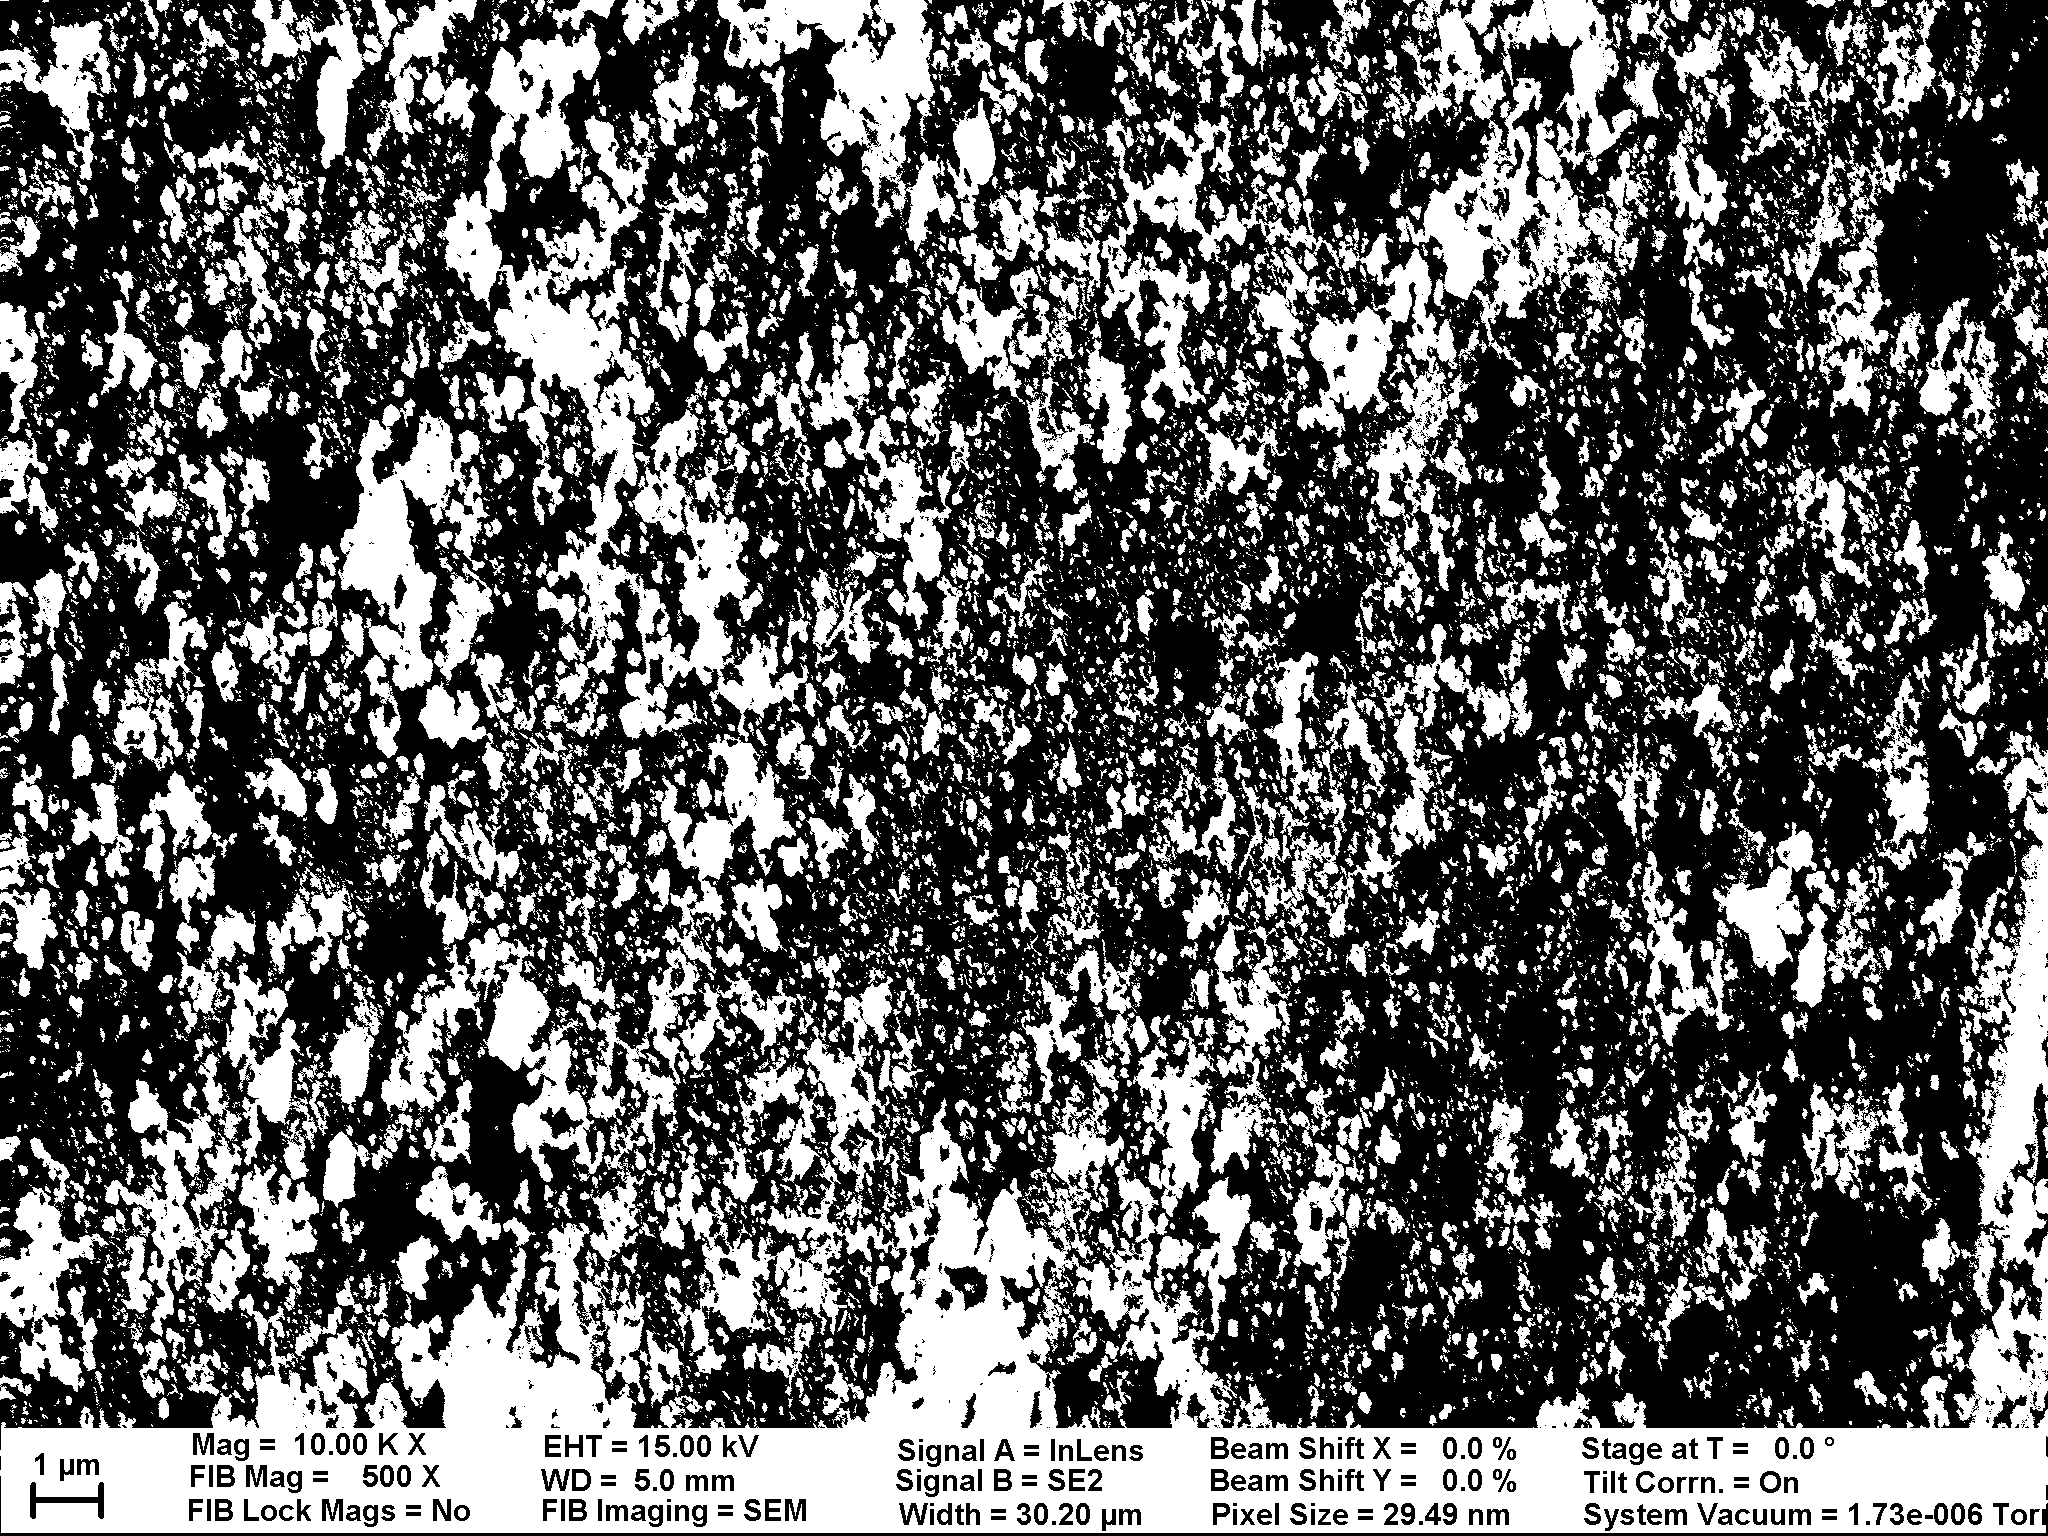 1 µm
Mag = 10.00 K X
FIB Mag = 500 X
FIB Lock Mags = No
EHT = 15.00 kV
WD = 5.0 mm
FIB Imaging = SEM
Signal A = InLens
Signal B = SE2
Width = 30.20 µm
Beam Shift X = 0.0 %
Beam Shift Y = 0.0 %
Pixel Size = 29.49 nm
Stage at T = 0.0 °
Tilt Corrn. = On
System Vacuum = 1.73e-006 Torr